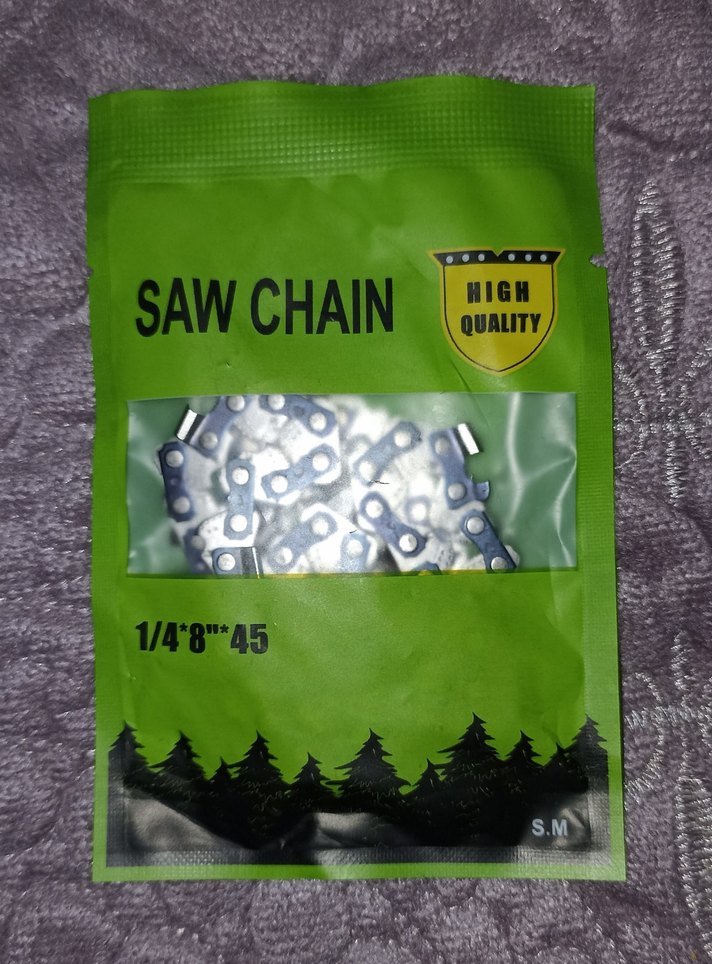 SAW CHAIN
HIGH
QUALITY
1/4*8"*45
S.M